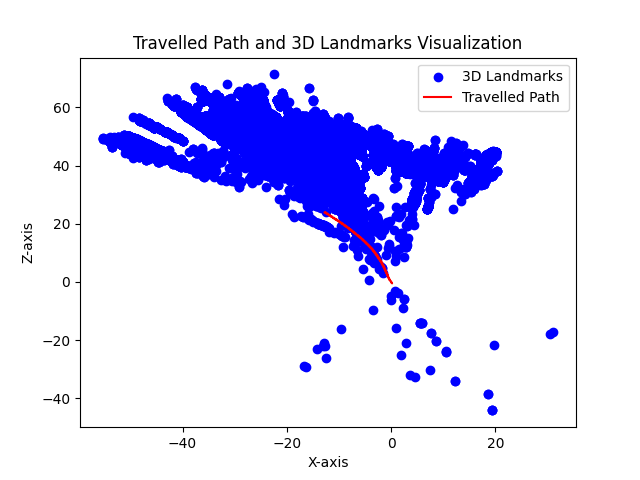 Travelled Path and 3D Landmarks Visualization
3D Landmarks
Travelled Path
60
40
20
0
−20
−40
Z-axis
−40 −20 0 20
X-axis